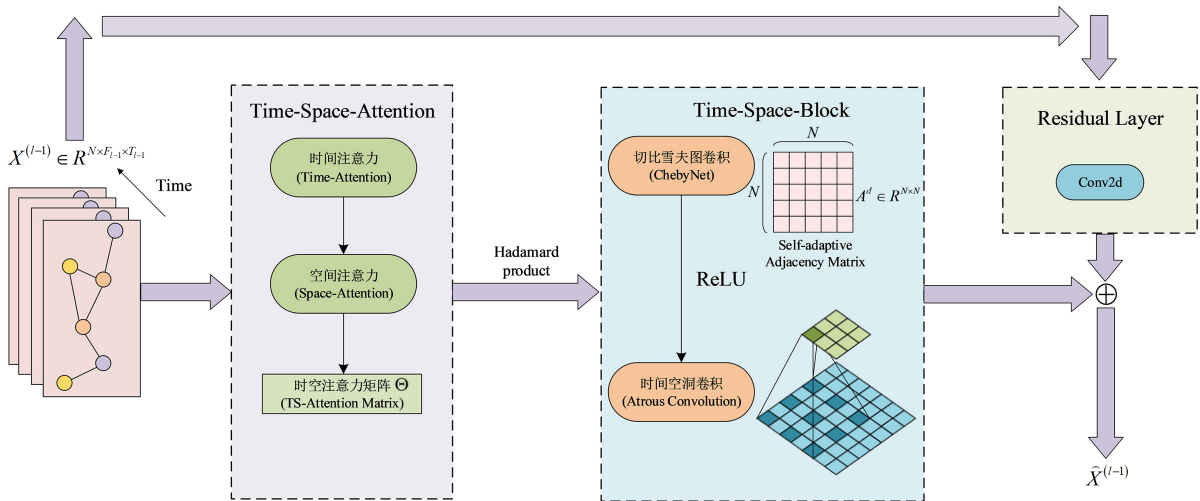 X^(l-1) ∈ R^(N×F_(l-1)×T_(l-1))
Time
Time-Space-Attention
时间注意力
(Time-Attention)
空间注意力
(Space-Attention)
时空注意力矩阵 Θ
(TS-Attention Matrix)
Hadamard
product
Time-Space-Block
切比雪夫图卷积
(ChebyNet)
N
N
A^d ∈ R^(N×N)
Self-adaptive
Adjacency Matrix
ReLU
时间空洞卷积
(Atrous Convolution)
Residual Layer
Conv2d
X̂^(l-1)